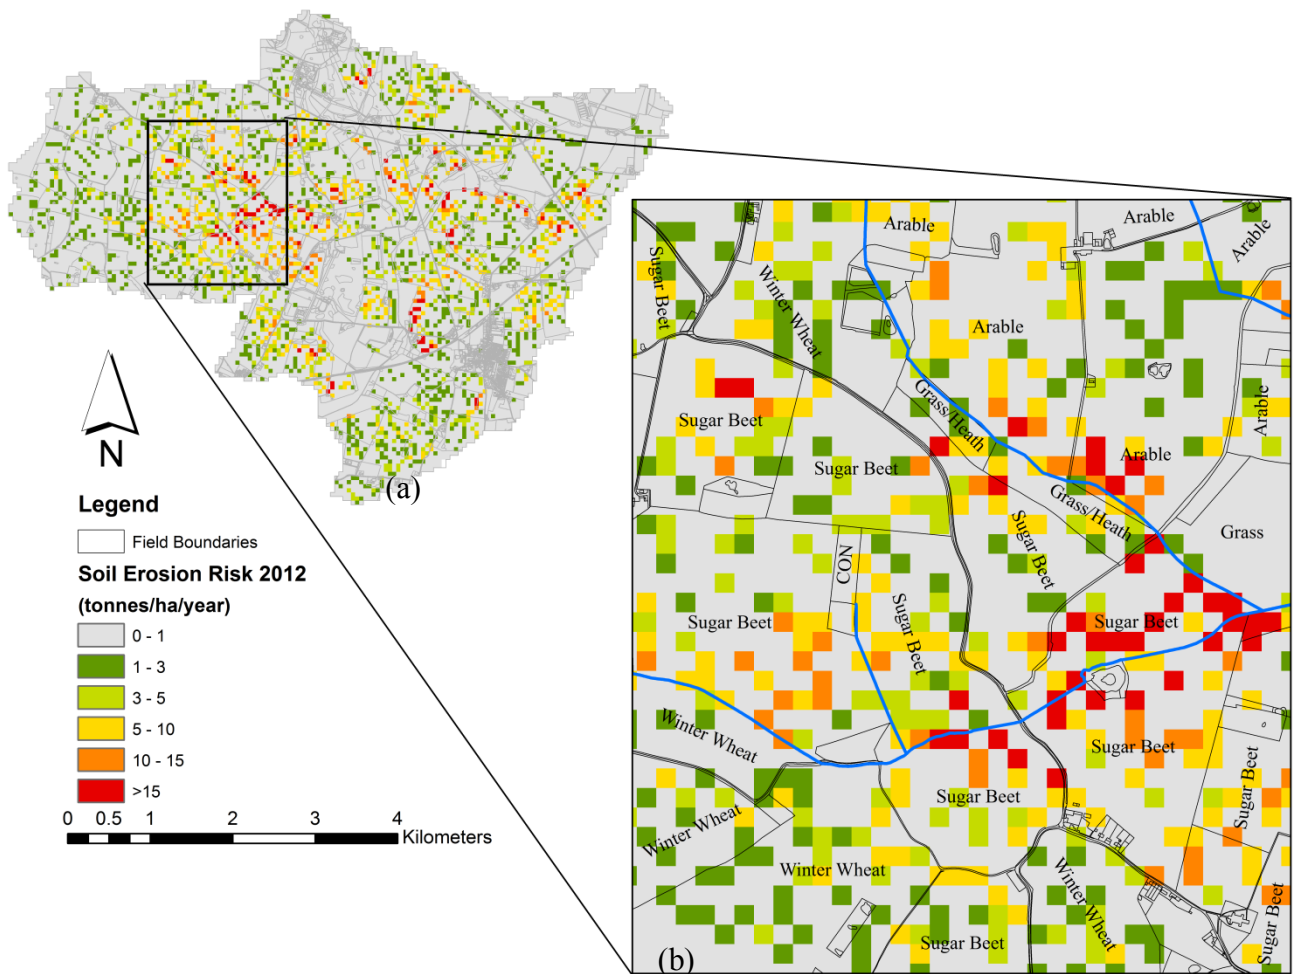 (a)
N
Legend
Field Boundaries
Soil Erosion Risk 2012
(tonnes/ha/year)
0 - 1
1 - 3
3 - 5
5 - 10
10 - 15
>15
0 0.5 1 2 3 4
Kilometers
Sugar Beet
Winter Wheat
Arable
Arable
Arable
Arable
Sugar Beet
Grass/Heath
Arable
Sugar Beet
Arable
Grass/Heath
Sugar Beet
Grass
CON
Sugar Beet
Sugar Beet
Sugar Beet
Winter Wheat
Sugar Beet
Sugar Beet
Sugar Beet
Winter Wheat
Winter Wheat
Winter Wheat
Sugar Beet
Sugar Beet
(b)